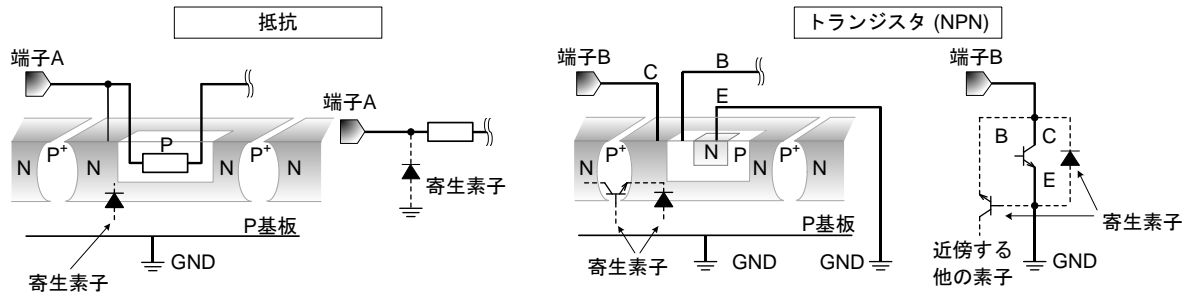 抵抗
端子A
N
P+
N
P
N
P+
N
P基板
寄生素子
GND
端子A
寄生素子
トランジスタ (NPN)
端子B
C
B
E
N
P+
N
N
P
P+
N
P基板
寄生素子
GND
GND
端子B
B
C
E
寄生素子
近傍する
他の素子
GND